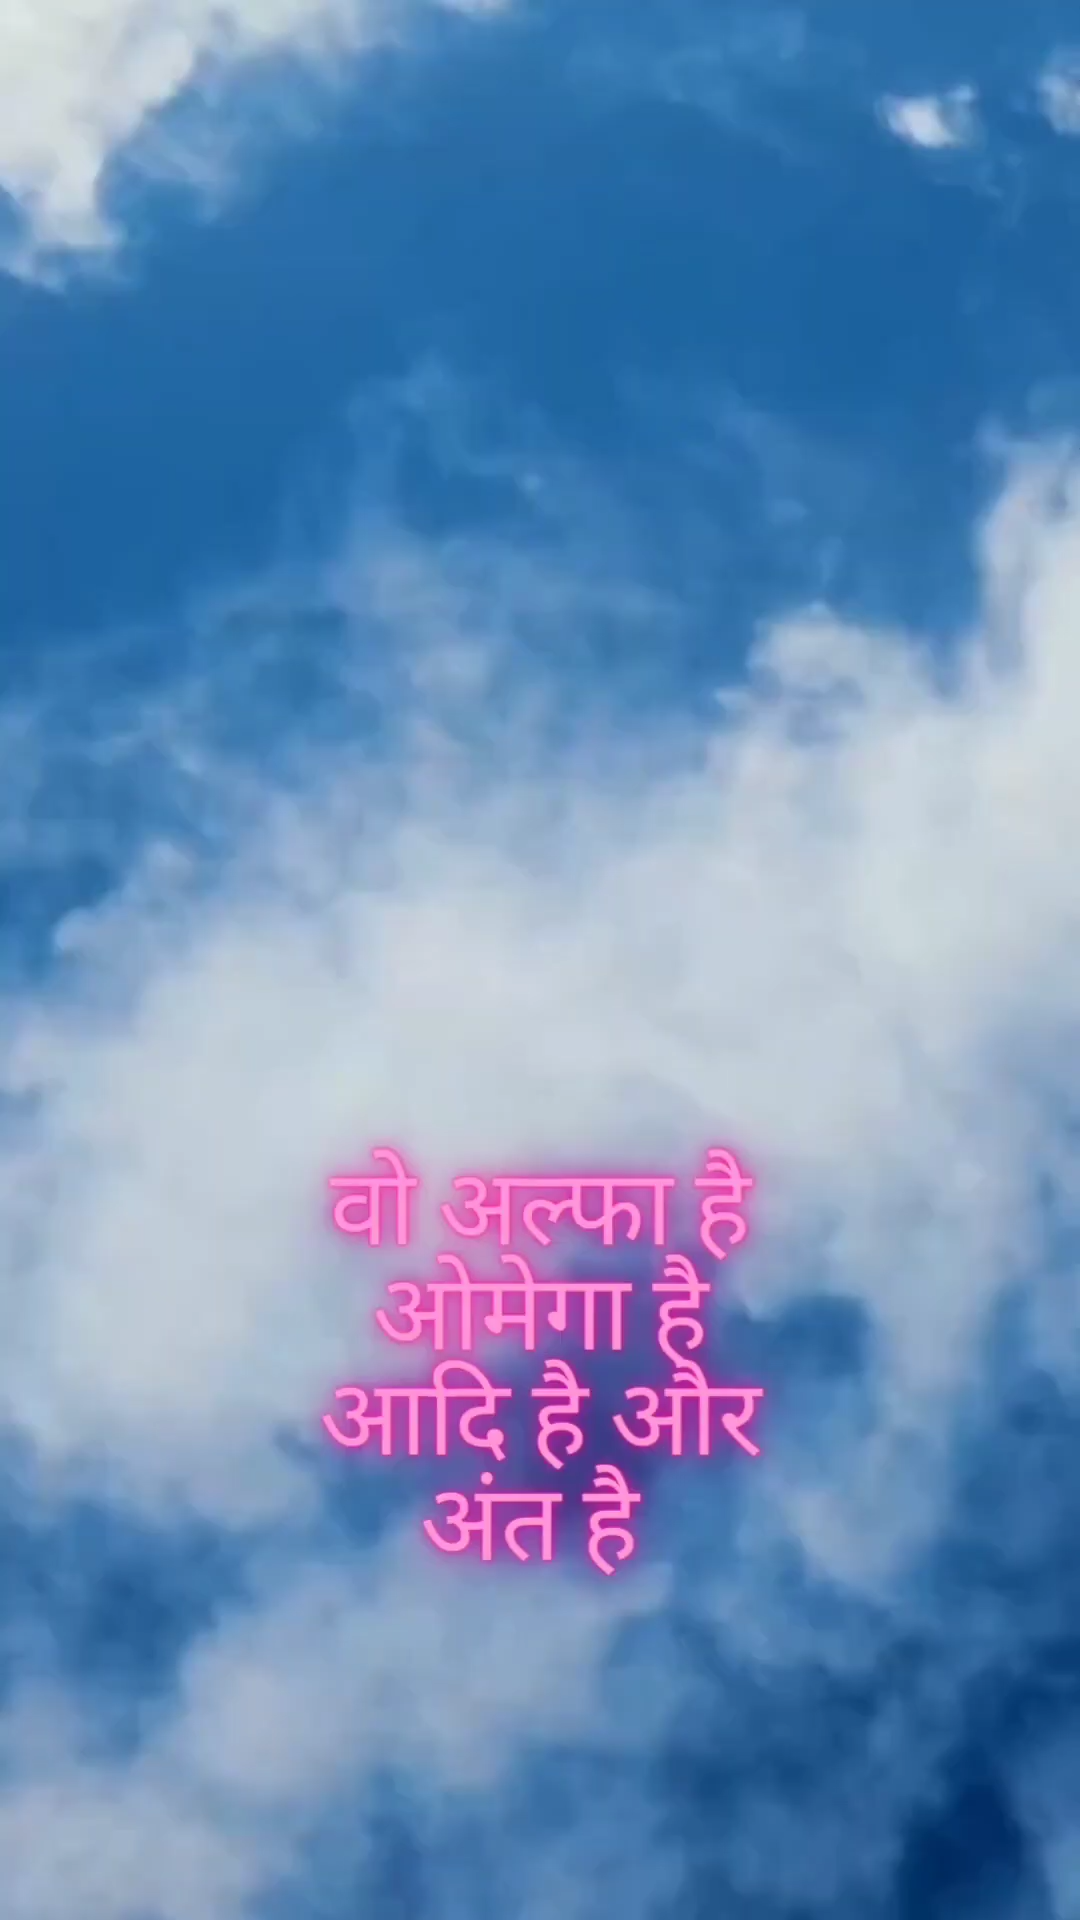 वो अल्फा है
ओमेगा है
आदि है और
अंत है